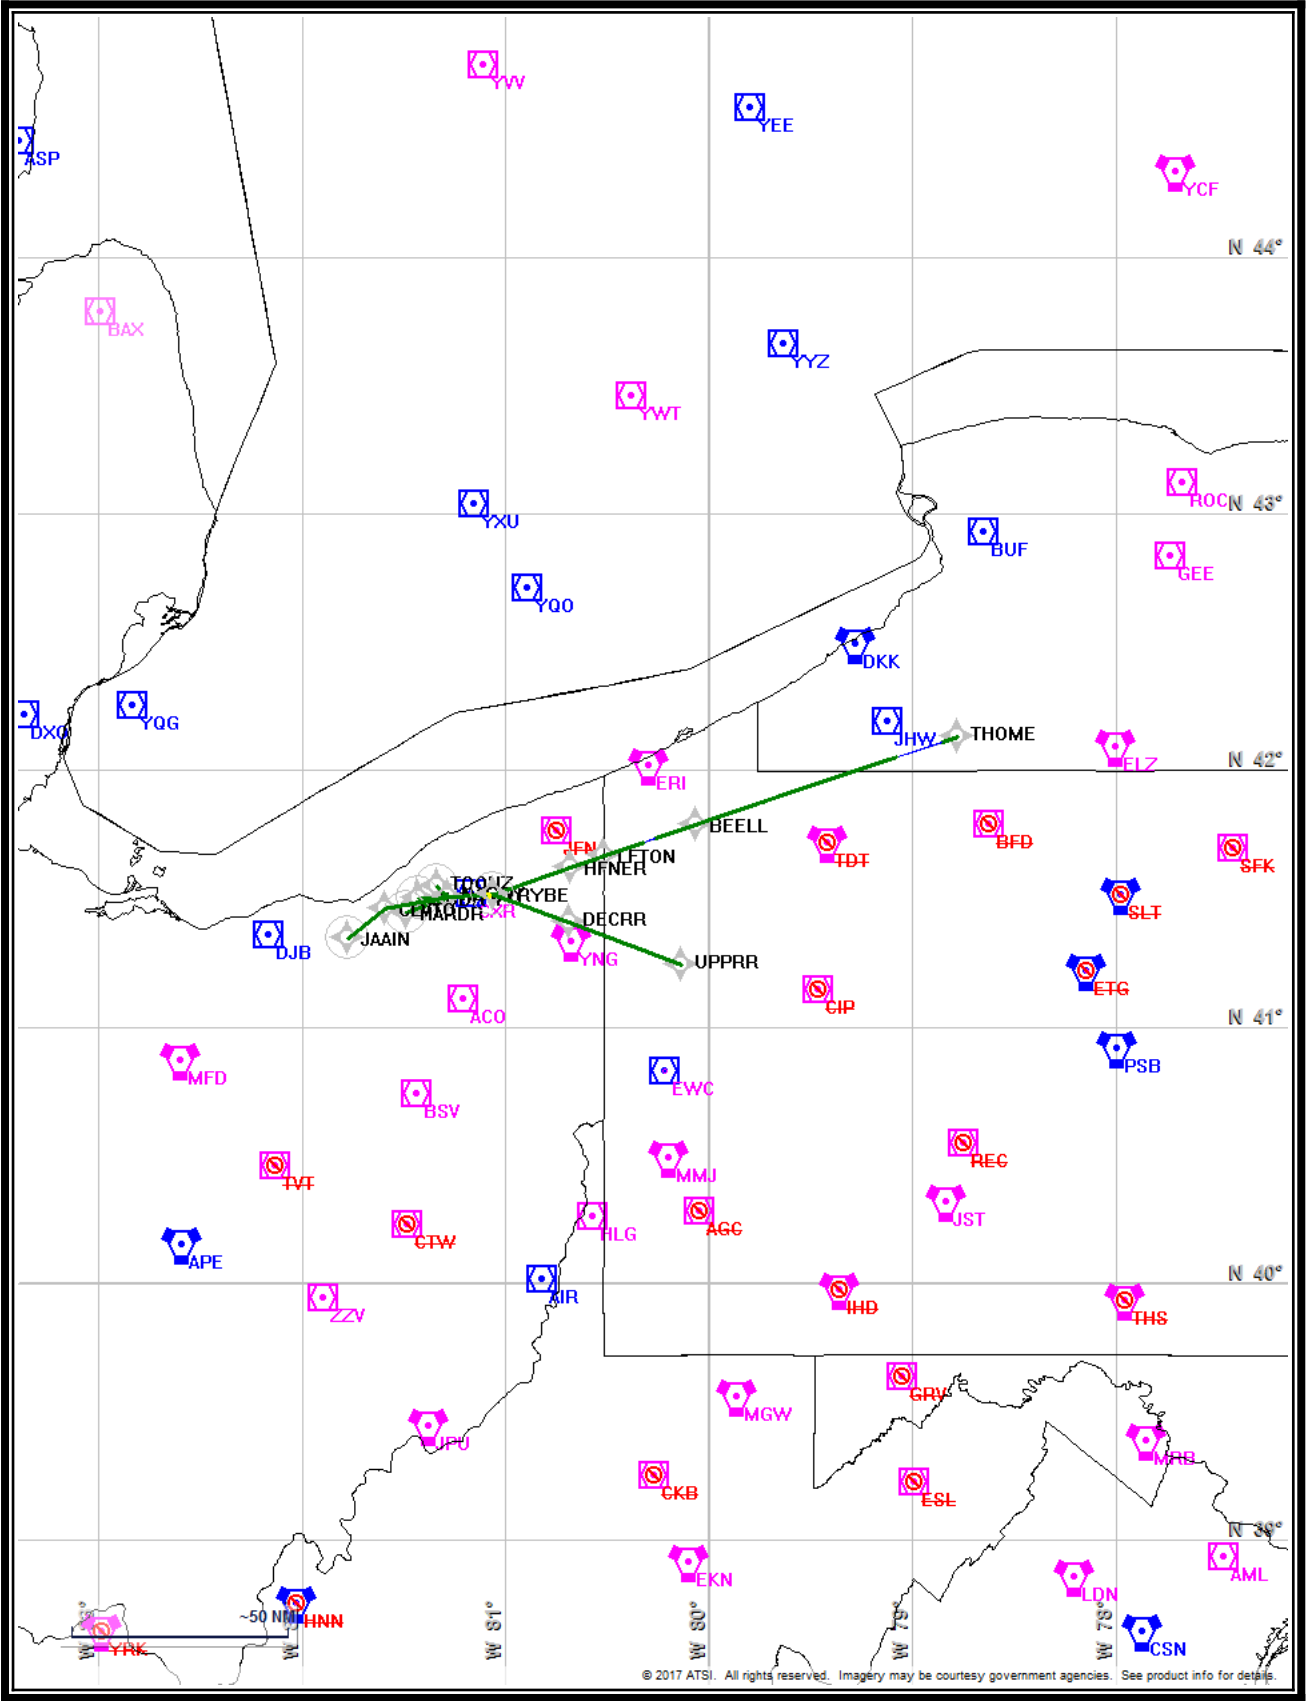 YVV
YEE
ASP
YCF
N 44°
BAX
YYZ
YWT
ROC
N 43°
YXU
BUF
GEE
YQO
DKK
DXO
YQG
JHW
THOME
N 42°
ELZ
ERI
BEELL
BFD
JFN
TDT
LFTON
SFK
HFNER
RYBE
CXR
SLT
DECRR
JAAIN
DJB
YNG
UPPRR
ETG
ACO
CIP
N 41°
MFD
EWC
PSB
BSV
REC
MMJ
TVT
JST
HLG
AGC
CTW
APE
N 40°
AIR
ZZV
IHD
THS
GRV
MGW
JPU
MRB
CKB
ESL
N 39°
AML
EKN
LDN
~50 NM
HNN
W 81°
W 80°
W 79°
W 78°
YRK
CSN
© 2017 ATSI. All rights reserved. Imagery may be courtesy government agencies. See product info for details.